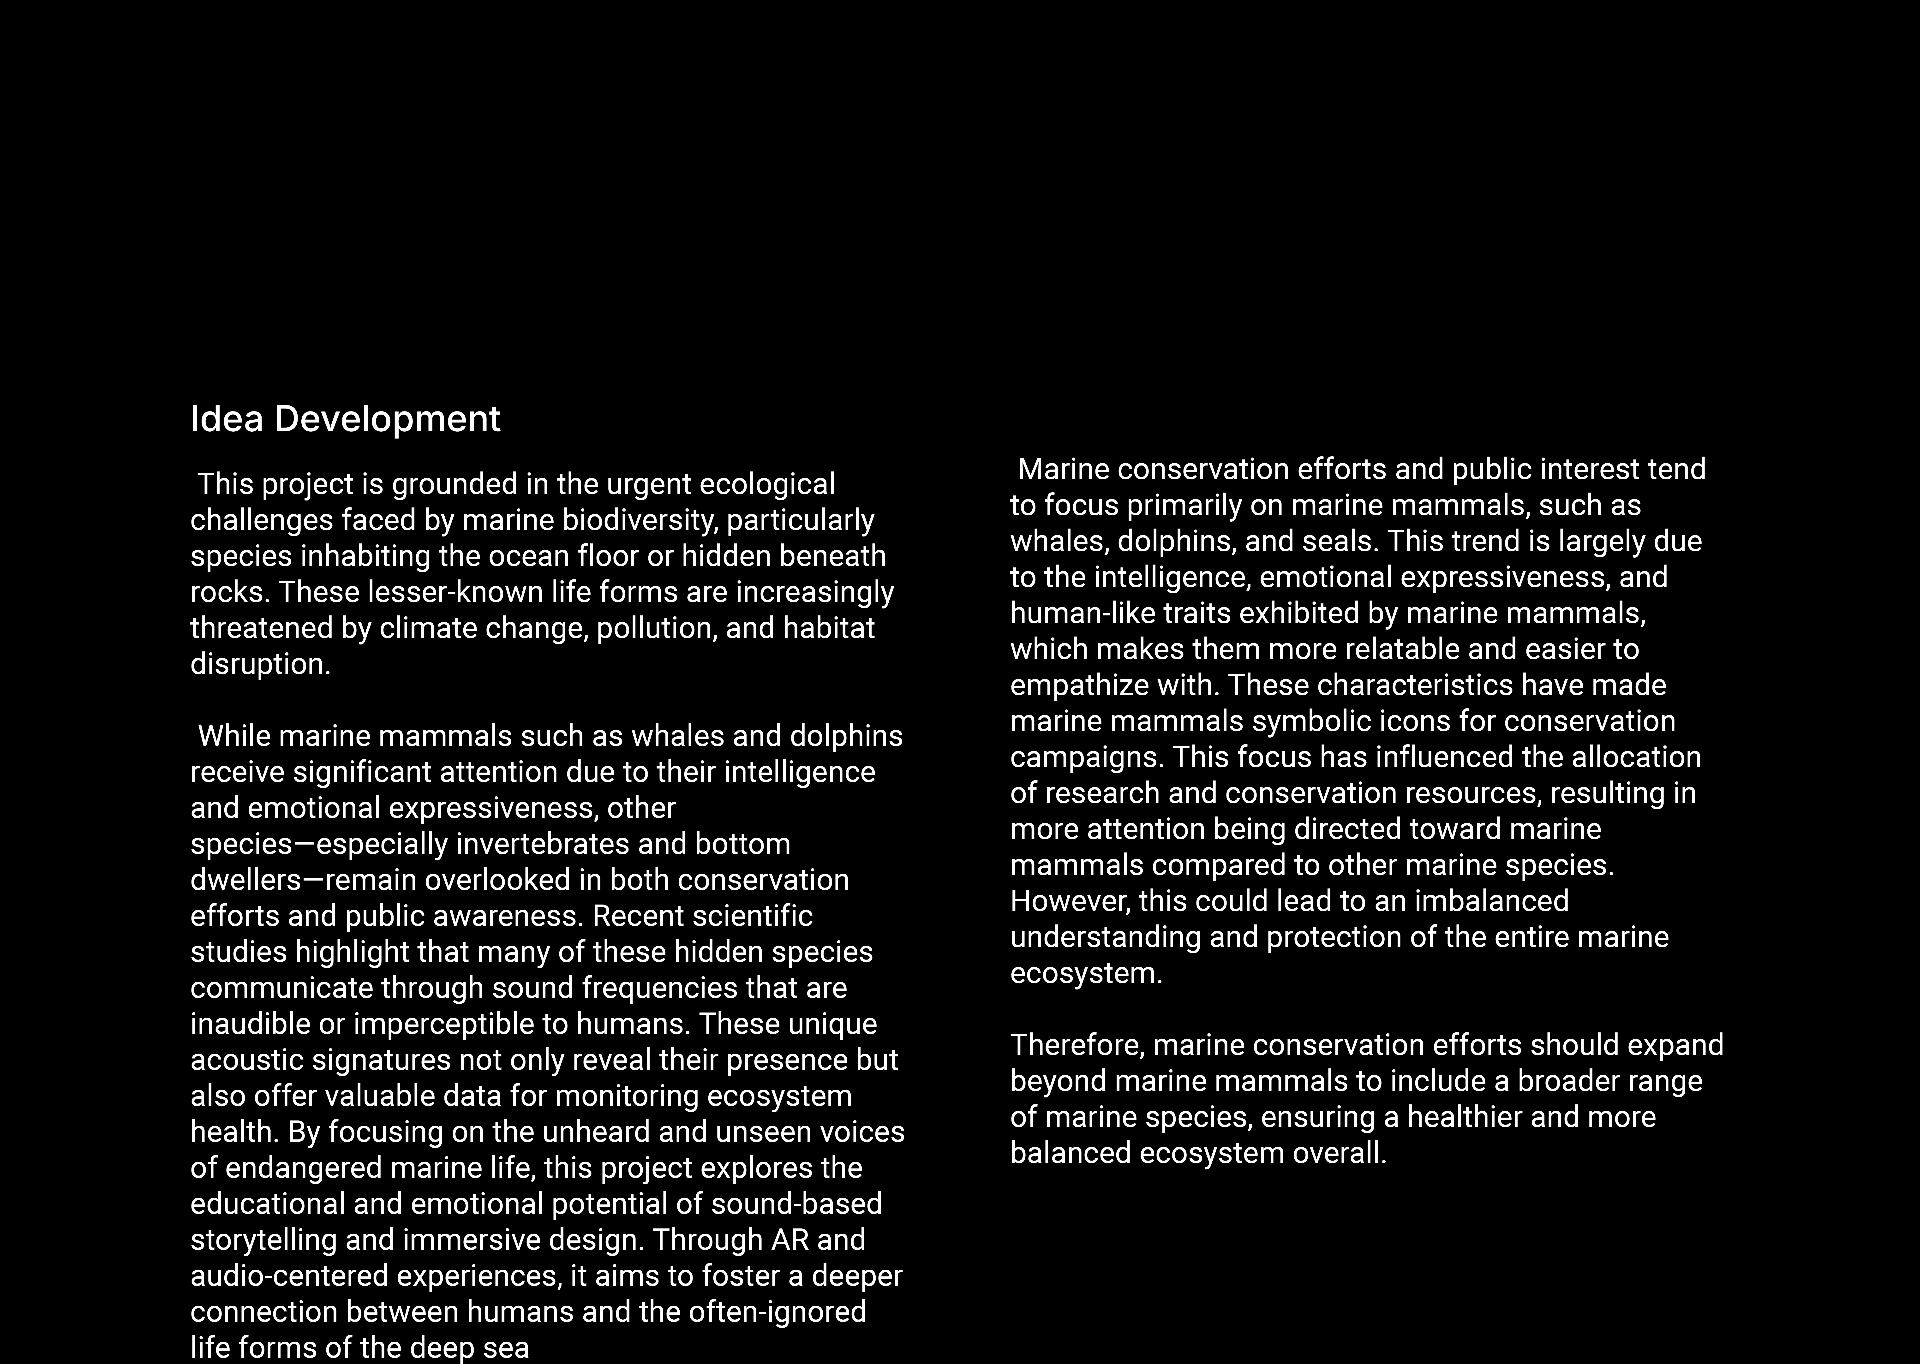 Idea Development
This project is grounded in the urgent ecological
challenges faced by marine biodiversity, particularly
species inhabiting the ocean floor or hidden beneath
rocks. These lesser-known life forms are increasingly
threatened by climate change, pollution, and habitat
disruption.
While marine mammals such as whales and dolphins
receive significant attention due to their intelligence
and emotional expressiveness, other
species—especially invertebrates and bottom
dwellers—remain overlooked in both conservation
efforts and public awareness. Recent scientific
studies highlight that many of these hidden species
communicate through sound frequencies that are
inaudible or imperceptible to humans. These unique
acoustic signatures not only reveal their presence but
also offer valuable data for monitoring ecosystem
health. By focusing on the unheard and unseen voices
of endangered marine life, this project explores the
educational and emotional potential of sound-based
storytelling and immersive design. Through AR and
audio-centered experiences, it aims to foster a deeper
connection between humans and the often-ignored
life forms of the deep sea
Marine conservation efforts and public interest tend
to focus primarily on marine mammals, such as
whales, dolphins, and seals. This trend is largely due
to the intelligence, emotional expressiveness, and
human-like traits exhibited by marine mammals,
which makes them more relatable and easier to
empathize with. These characteristics have made
marine mammals symbolic icons for conservation
campaigns. This focus has influenced the allocation
of research and conservation resources, resulting in
more attention being directed toward marine
mammals compared to other marine species.
However, this could lead to an imbalanced
understanding and protection of the entire marine
ecosystem.
Therefore, marine conservation efforts should expand
beyond marine mammals to include a broader range
of marine species, ensuring a healthier and more
balanced ecosystem overall.